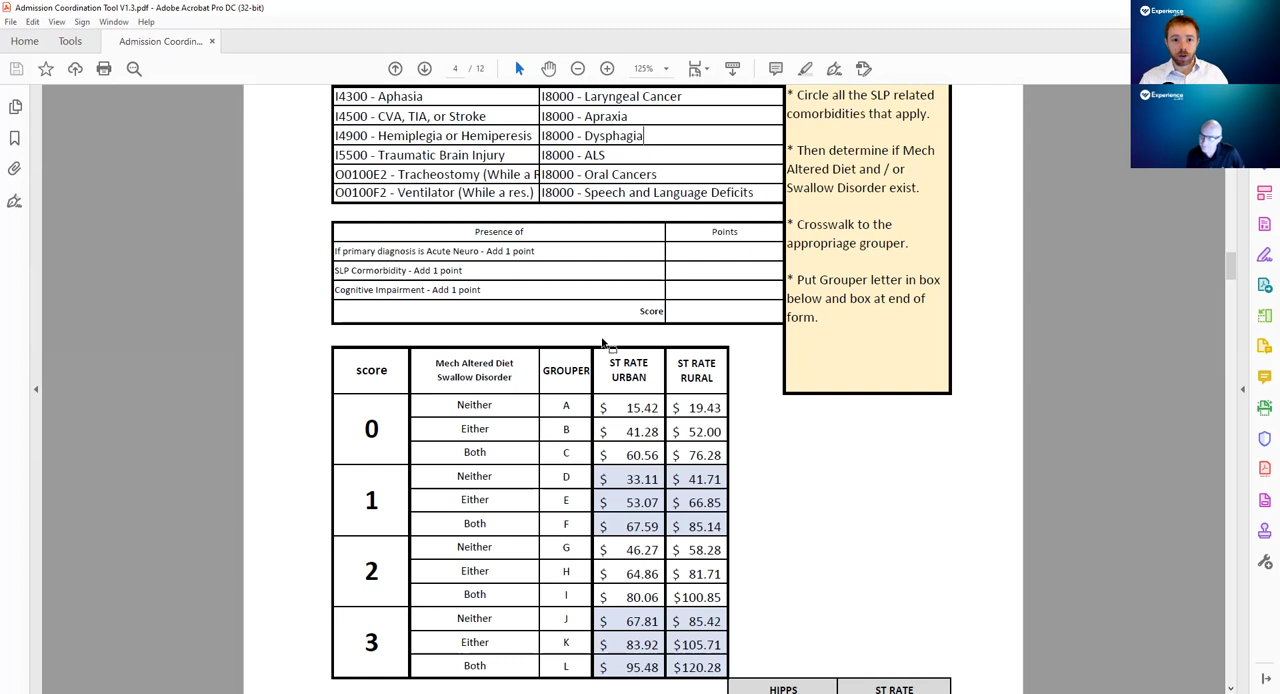 Admission Coordination Tool V1.3.pdf - Adobe Acrobat Pro DC (32-bit)
File Edit View Sign Window Help
Home Tools Admission Coordin... ×
4 / 12 125%
I4300 - Aphasia I8000 - Laryngeal Cancer
I4500 - CVA, TIA, or Stroke I8000 - Apraxia
I4900 - Hemiplegia or Hemiperesis I8000 - Dysphagia
I5500 - Traumatic Brain Injury I8000 - ALS
O0100E2 - Tracheostomy (While a R I8000 - Oral Cancers
O0100F2 - Ventilator (While a res.) I8000 - Speech and Language Deficits
* Circle all the SLP related
comorbidities that apply.
* Then determine if Mech
Altered Diet and / or
Swallow Disorder exist.
* Crosswalk to the
appropriage grouper.
* Put Grouper letter in box
below and box at end of
form.
Presence of Points
If primary diagnosis is Acute Neuro - Add 1 point
SLP Cormorbidity - Add 1 point
Cognitive Impairment - Add 1 point
Score
score Mech Altered Diet Swallow Disorder GROUPER ST RATE URBAN ST RATE RURAL
0 Neither A $ 15.42 $ 19.43
Either B $ 41.28 $ 52.00
Both C $ 60.56 $ 76.28
1 Neither D $ 33.11 $ 41.71
Either E $ 53.07 $ 66.85
Both F $ 67.59 $ 85.14
2 Neither G $ 46.27 $ 58.28
Either H $ 64.86 $ 81.71
Both I $ 80.06 $100.85
3 Neither J $ 67.81 $ 85.42
Either K $ 83.92 $105.71
Both L $ 95.48 $120.28
HIPPS ST RATE
Experience
Experience